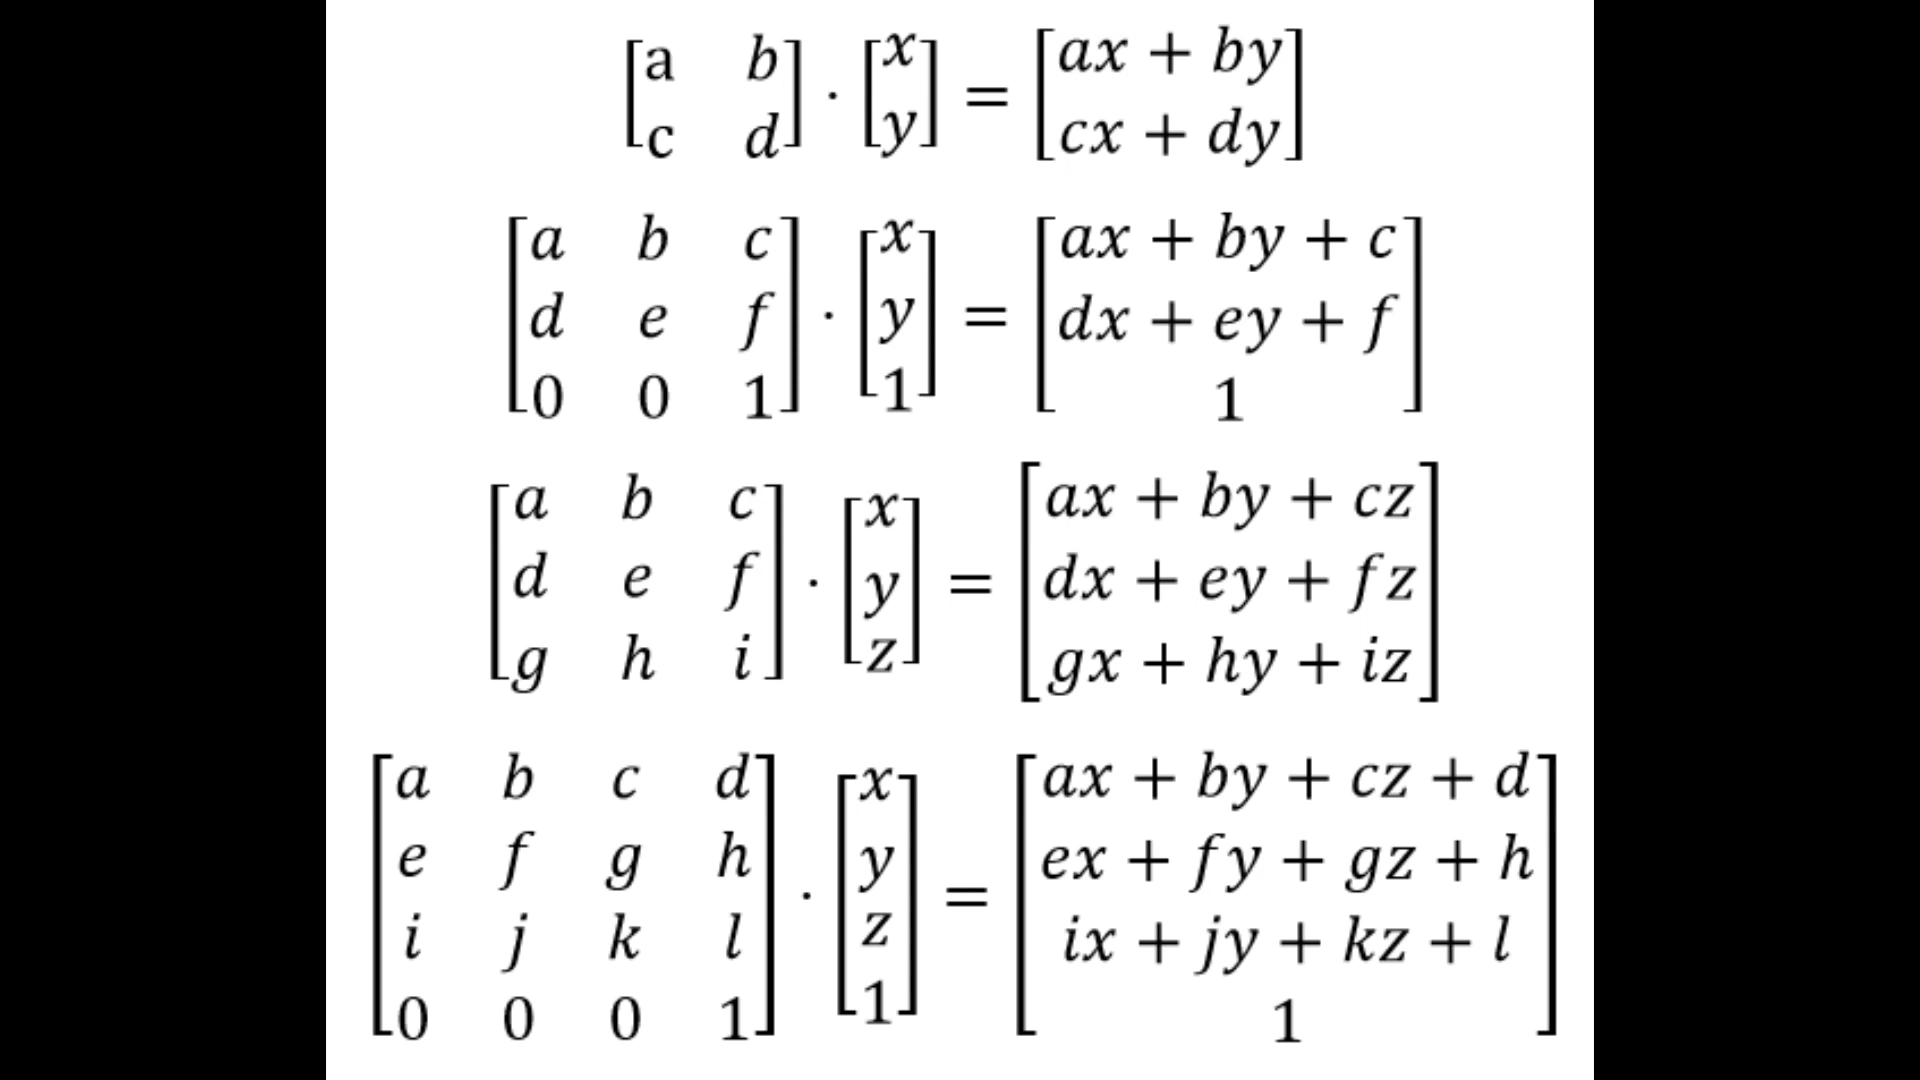 [a b; c d] · [x; y] = [ax + by; cx + dy]
[a b c; d e f; 0 0 1] · [x; y; 1] = [ax + by + c; dx + ey + f; 1]
[a b c; d e f; g h i] · [x; y; z] = [ax + by + cz; dx + ey + fz; gx + hy + iz]
[a b c d; e f g h; i j k l; 0 0 0 1] · [x; y; z; 1] = [ax + by + cz + d; ex + fy + gz + h; ix + jy + kz + l; 1]